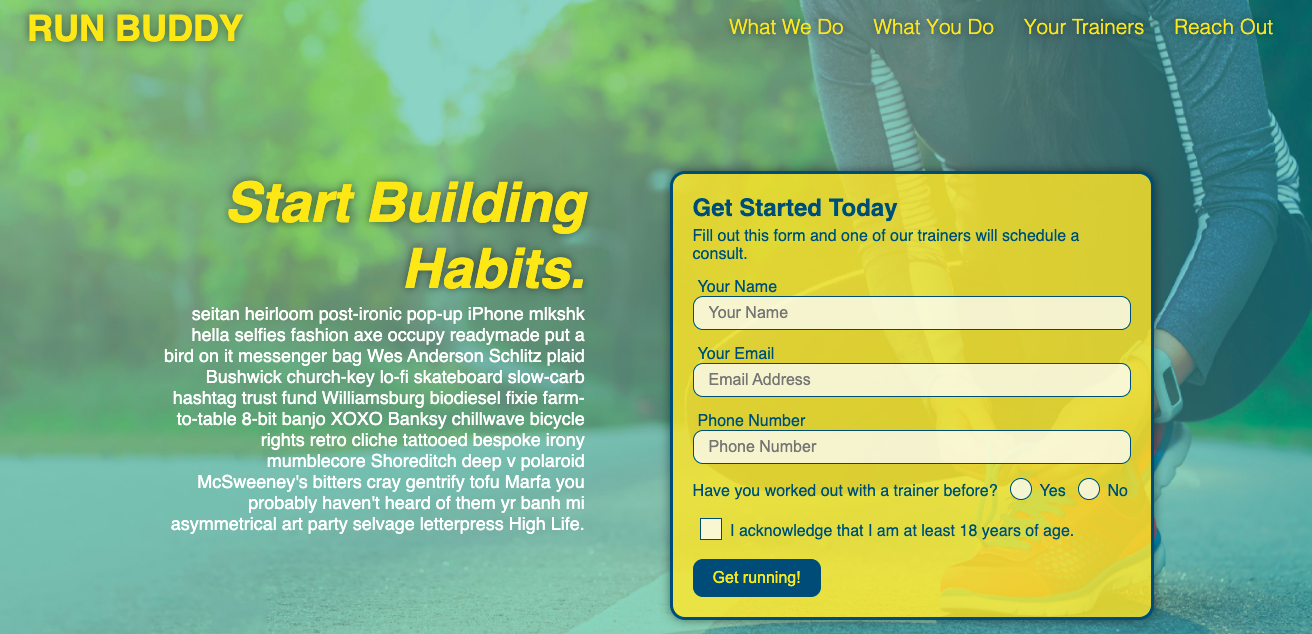 RUN BUDDY
What We Do
What You Do
Your Trainers
Reach Out
Start Building
Habits.
seitan heirloom post-ironic pop-up iPhone mlkshk
hella selfies fashion axe occupy readymade put a
bird on it messenger bag Wes Anderson Schlitz plaid
Bushwick church-key lo-fi skateboard slow-carb
hashtag trust fund Williamsburg biodiesel fixie farm-
to-table 8-bit banjo XOXO Banksy chillwave bicycle
rights retro cliche tattooed bespoke irony
mumblecore Shoreditch deep v polaroid
McSweeney's bitters cray gentrify tofu Marfa you
probably haven't heard of them yr banh mi
asymmetrical art party selvage letterpress High Life.
Get Started Today
Fill out this form and one of our trainers will schedule a
consult.
Your Name
Your Name
Your Email
Email Address
Phone Number
Phone Number
Have you worked out with a trainer before? Yes No
I acknowledge that I am at least 18 years of age.
Get running!